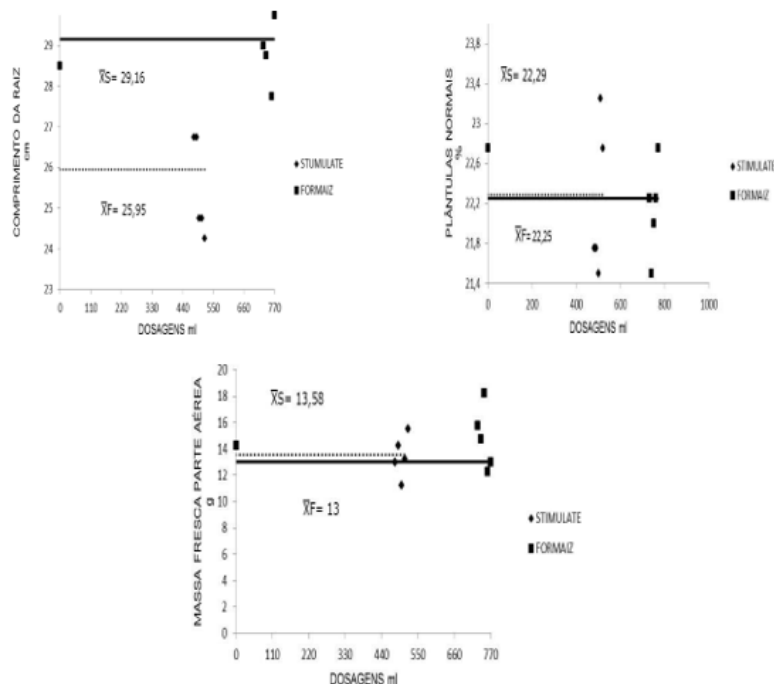 COMPRIMENTO DA RAIZ
cm
29
28
27
26
25
24
23
0 110 220 330 440 550 660 770
DOSAGENS ml
X̅S= 29,16
X̅F= 25,95
STUMULATE
FORMAIZ
PLÂNTULAS NORMAIS
%
23,8
23,4
23
22,6
22,2
21,8
21,4
0 200 400 600 800 1000
DOSAGENS ml
X̅S= 22,29
X̅F=22,25
STIMULATE
FORMAIZ
MASSA FRESCA PARTE AÉREA
g
20
18
16
14
12
10
8
6
4
2
0
0 110 220 330 440 550 660 770
DOSAGENS ml
X̅S= 13,58
X̅F= 13
STIMULATE
FORMAIZ